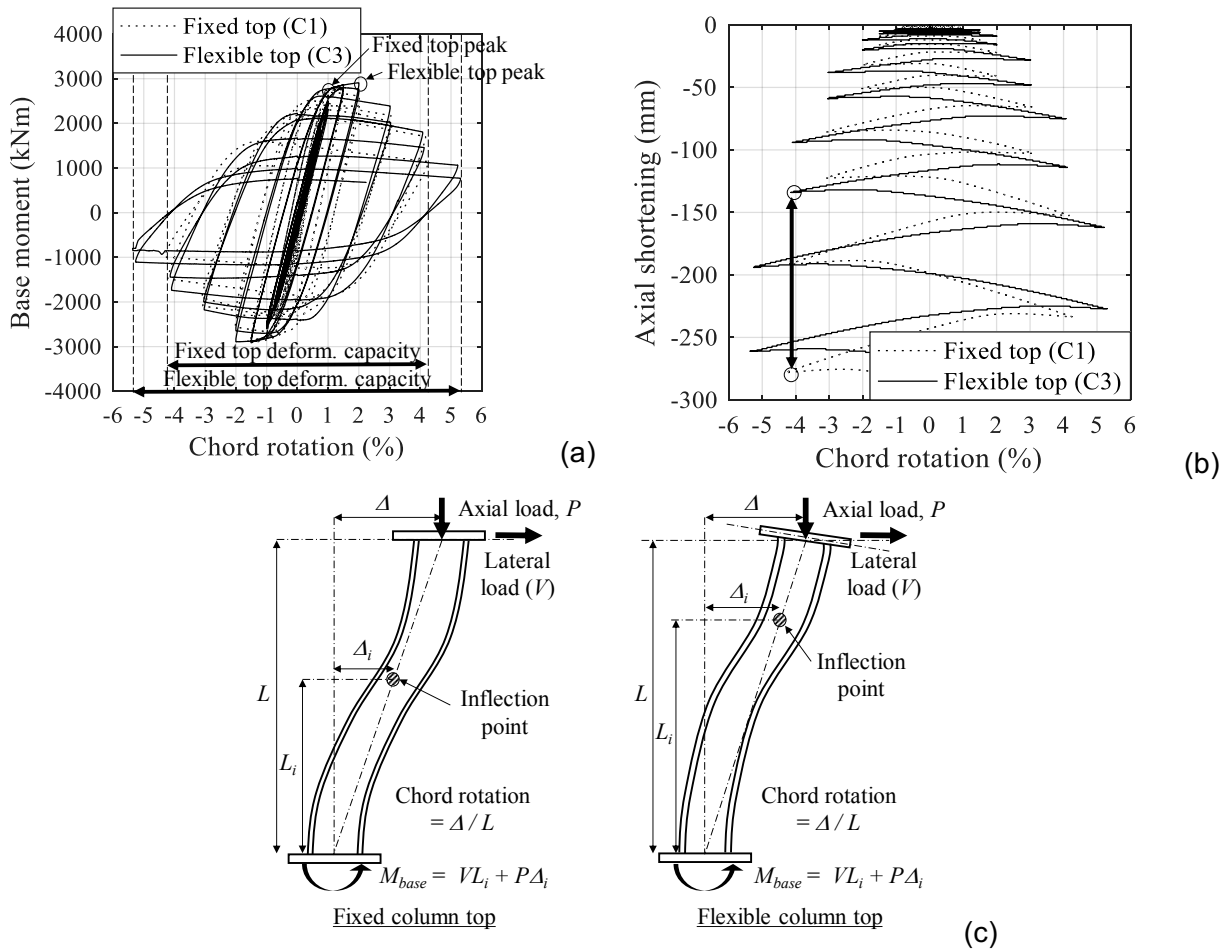 Fixed top (C1)
Flexible top (C3)
Fixed top peak
Flexible top peak
4000
3000
2000
1000
0
-1000
-2000
-3000
-4000
Base moment (kNm)
Fixed top deform. capacity
Flexible top deform. capacity
-6 -5 -4 -3 -2 -1 0 1 2 3 4 5 6
Chord rotation (%)
(a)
0
-50
-100
-150
-200
-250
-300
Axial shortening (mm)
Fixed top (C1)
Flexible top (C3)
-6 -5 -4 -3 -2 -1 0 1 2 3 4 5 6
Chord rotation (%)
(b)
Δ
Axial load, P
Lateral
load (V)
Δi
Inflection
point
L
Li
Chord rotation
= Δ / L
Mbase = VLi + PΔi
Fixed column top
Δ
Axial load, P
Lateral
load (V)
Δi
Inflection
point
L
Li
Chord rotation
= Δ / L
Mbase = VLi + PΔi
Flexible column top
(c)